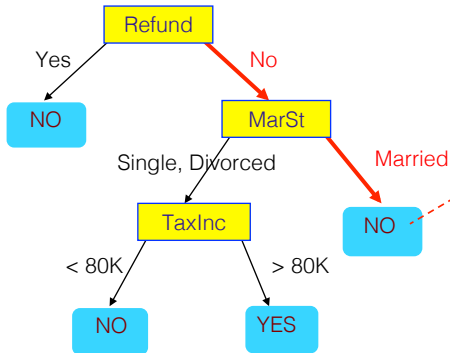 Refund
Yes
No
NO
MarSt
Single, Divorced
Married
TaxInc
NO
< 80K
> 80K
NO
YES